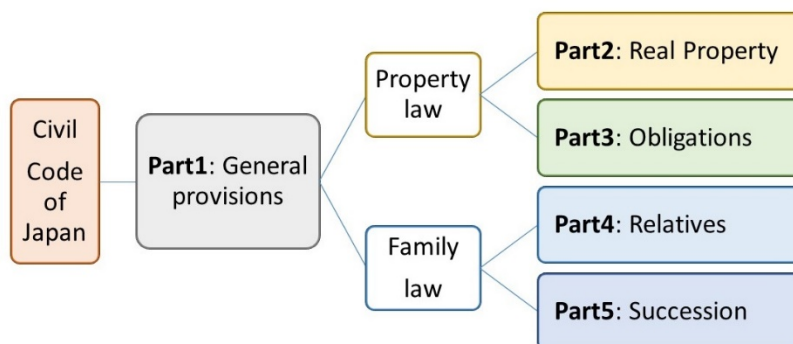 Civil
Code
of
Japan
Part1: General
provisions
Property
law
Family
law
Part2: Real Property
Part3: Obligations
Part4: Relatives
Part5: Succession